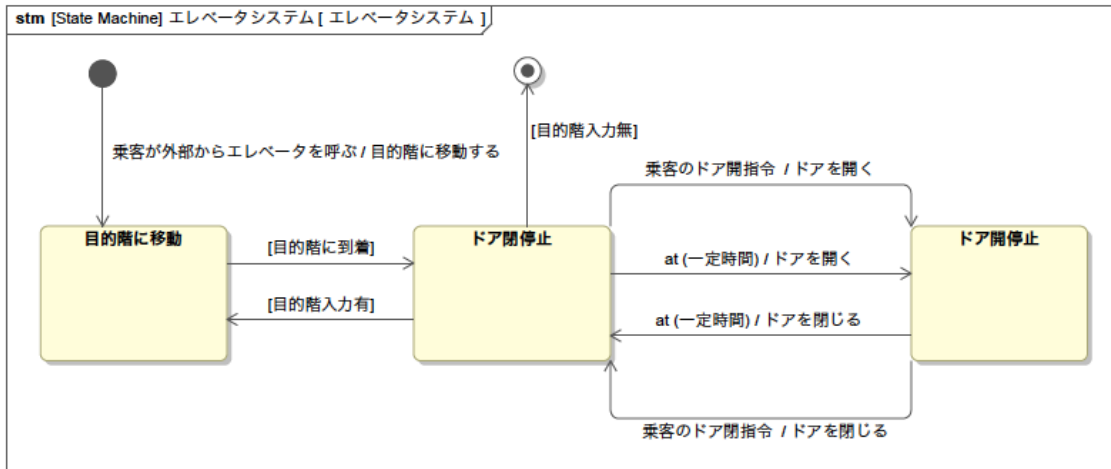 stm [State Machine] エレベータシステム [ エレベータシステム ]
[目的階入力無]
乗客が外部からエレベータを呼ぶ / 目的階に移動する
乗客のドア開指令 / ドアを開く
目的階に移動
ドア閉停止
ドア開停止
[目的階に到着]
at (一定時間) / ドアを開く
[目的階入力有]
at (一定時間) / ドアを閉じる
乗客のドア閉指令 / ドアを閉じる